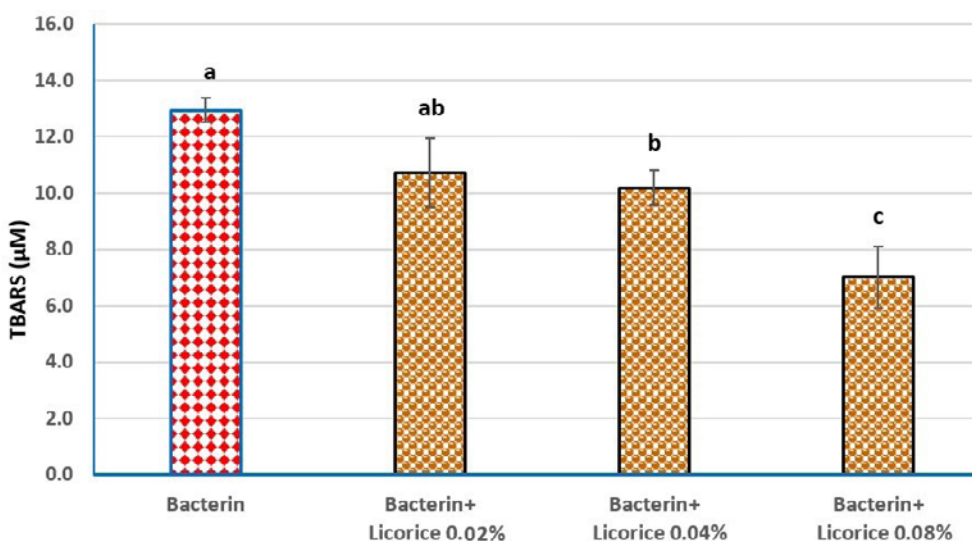 16.0
14.0
12.0
10.0
8.0
6.0
4.0
2.0
0.0
TBARS (µM)
a
ab
b
c
Bacterin
Bacterin+
Licorice 0.02%
Bacterin+
Licorice 0.04%
Bacterin+
Licorice 0.08%